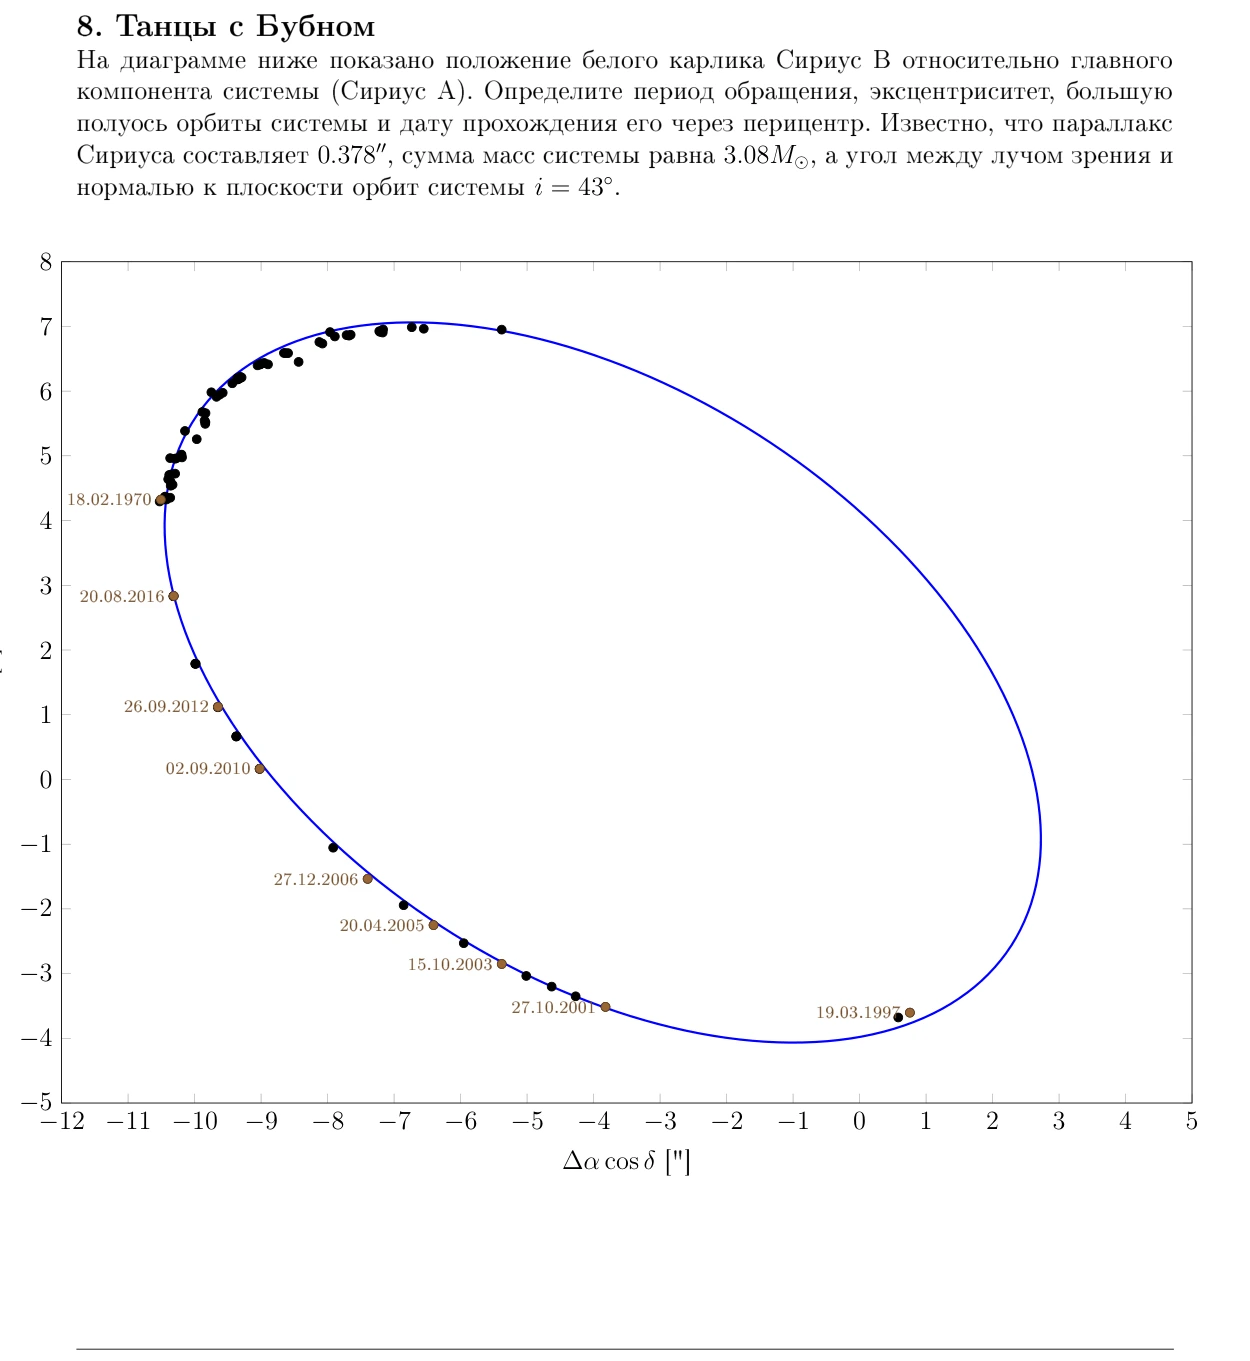 8. Танцы с Бубном
На диаграмме ниже показано положение белого карлика Сириус B относительно главного
компонента системы (Сириус A). Определите период обращения, эксцентриситет, большую
полуось орбиты системы и дату прохождения его через перицентр. Известно, что параллакс
Сириуса составляет 0.378″, сумма масс системы равна 3.08M☉, а угол между лучом зрения и
нормалью к плоскости орбит системы i = 43°.
8
7
6
5
18.02.1970
4
3
20.08.2016
2
1
26.09.2012
02.09.2010
0
−1
27.12.2006
−2
20.04.2005
15.10.2003
−3
27.10.2001
19.03.1997
−4
−5
−12 −11 −10 −9 −8 −7 −6 −5 −4 −3 −2 −1 0 1 2 3 4 5
Δα cos δ ["]